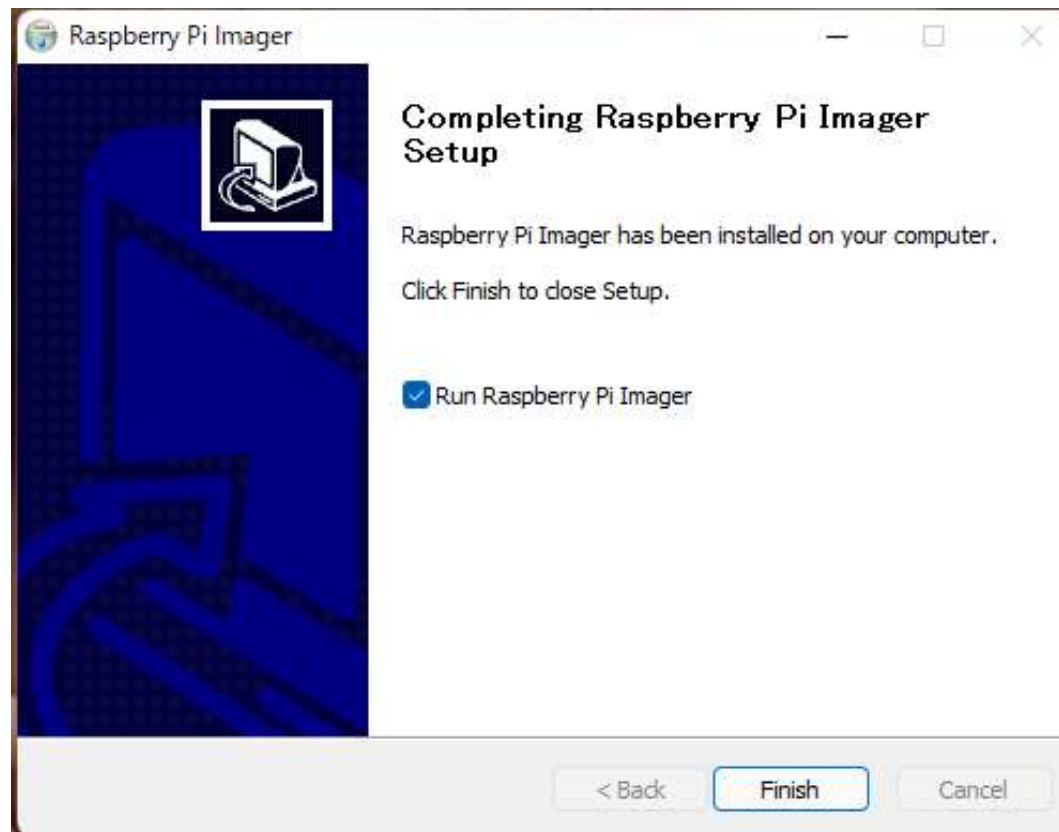 Raspberry Pi Imager
Completing Raspberry Pi Imager
Setup
Raspberry Pi Imager has been installed on your computer.
Click Finish to close Setup.
Run Raspberry Pi Imager
< Back
Finish
Cancel